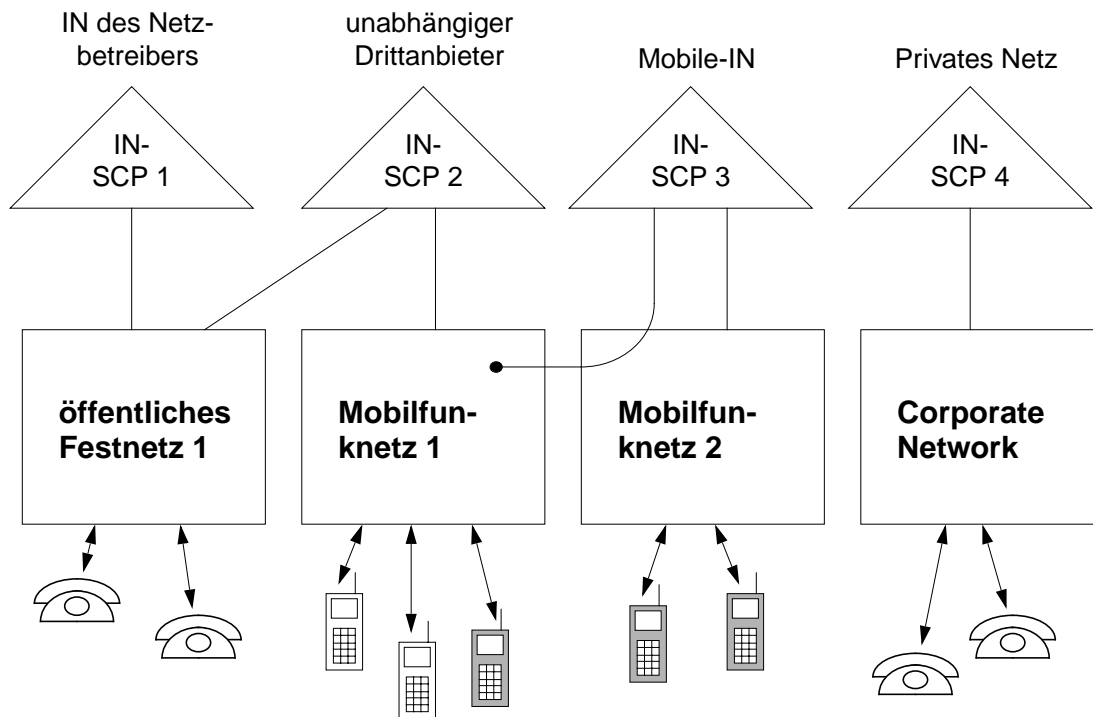 IN des Netz-
betreibers
unabhängiger
Drittanbieter
Mobile-IN
Privates Netz
IN-
SCP 1
IN-
SCP 2
IN-
SCP 3
IN-
SCP 4
öffentliches
Festnetz 1
Mobilfun-
knetz 1
Mobilfun-
knetz 2
Corporate
Network